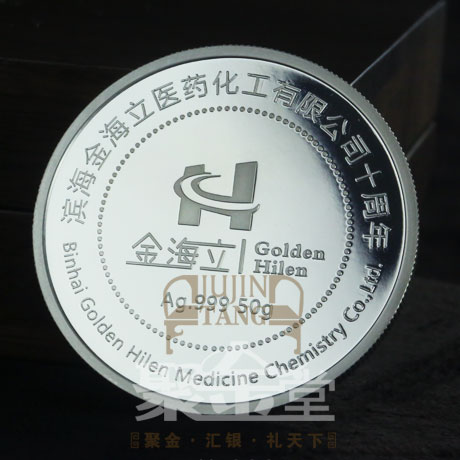 滨海金海立医药化工有限公司十周年
金海立
Golden
Hilen
Ag 999 50g
JUJIN
TANG
Binhai Golden Hilen Medicine Chemistry Co.,Ltd.
聚金堂
聚金·汇银·礼天下